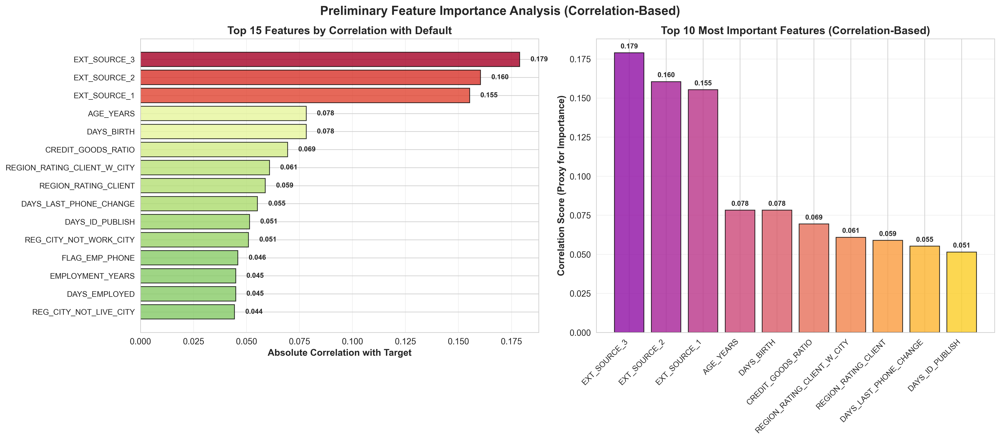 Preliminary Feature Importance Analysis (Correlation-Based)
Top 15 Features by Correlation with Default
EXT_SOURCE_3
0.179
EXT_SOURCE_2
0.160
EXT_SOURCE_1
0.155
AGE_YEARS
0.078
DAYS_BIRTH
0.078
CREDIT_GOODS_RATIO
0.069
REGION_RATING_CLIENT_W_CITY
0.061
REGION_RATING_CLIENT
0.059
DAYS_LAST_PHONE_CHANGE
0.055
DAYS_ID_PUBLISH
0.051
REG_CITY_NOT_WORK_CITY
0.051
FLAG_EMP_PHONE
0.046
EMPLOYMENT_YEARS
0.045
DAYS_EMPLOYED
0.045
REG_CITY_NOT_LIVE_CITY
0.044
0.000 0.025 0.050 0.075 0.100 0.125 0.150 0.175
Absolute Correlation with Target
Top 10 Most Important Features (Correlation-Based)
Correlation Score (Proxy for Importance)
0.175
0.150
0.125
0.100
0.075
0.050
0.025
0.000
0.179
0.160
0.155
0.078
0.078
0.069
0.061
0.059
0.055
0.051
EXT_SOURCE_3
EXT_SOURCE_2
EXT_SOURCE_1
AGE_YEARS
DAYS_BIRTH
CREDIT_GOODS_RATIO
REGION_RATING_CLIENT_W_CITY
REGION_RATING_CLIENT
DAYS_LAST_PHONE_CHANGE
DAYS_ID_PUBLISH